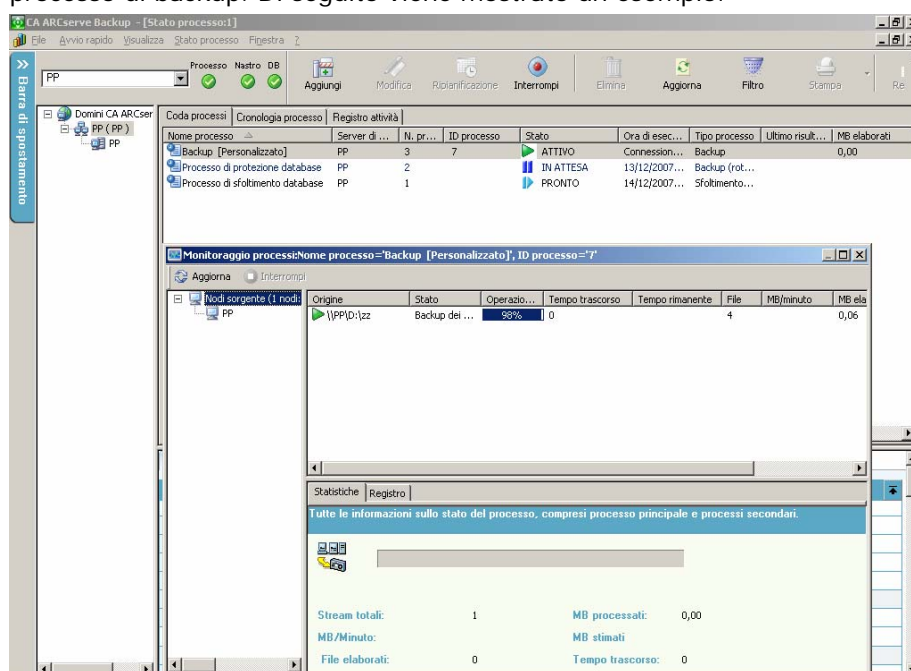 processo di backup. Di seguito viene mostrato un esempio:
CA ARCserve Backup - [Stato processo:1]
File Avvio rapido Visualizza Stato processo Finestra ?
Barra di spostamento
PP
Processo Nastro DB
Aggiungi Modifica Ripianificazione Interrompi Elimina Aggiorna Filtro Stampa Re
Domini CA ARCser
PP ( PP )
PP
Coda processi Cronologia processo Registro attività
Nome processo Server di ... N. pr... ID processo Stato Ora di esec... Tipo processo Ultimo risult... MB elaborati
Backup [Personalizzato] PP 3 7 ATTIVO Connession... Backup 0,00
Processo di protezione database PP 2 IN ATTESA 13/12/2007... Backup (rot...
Processo di sfoltimento database PP 1 PRONTO 14/12/2007... Sfoltimento...
Monitoraggio processi:Nome processo='Backup [Personalizzato]', ID processo='7'
Aggiorna Interrompi
Nodi sorgente (1 nodi:
PP
Origine Stato Operazio... Tempo trascorso Tempo rimanente File MB/minuto MB ela
\\PP\D:\zz Backup dei ... 98% 0 4 0,06
Statistiche Registro
Tutte le informazioni sullo stato del processo, compresi processo principale e processi secondari.
Stream totali: 1 MB processati: 0,00
MB/Minuto: MB stimati
File elaborati: 0 Tempo trascorso: 0